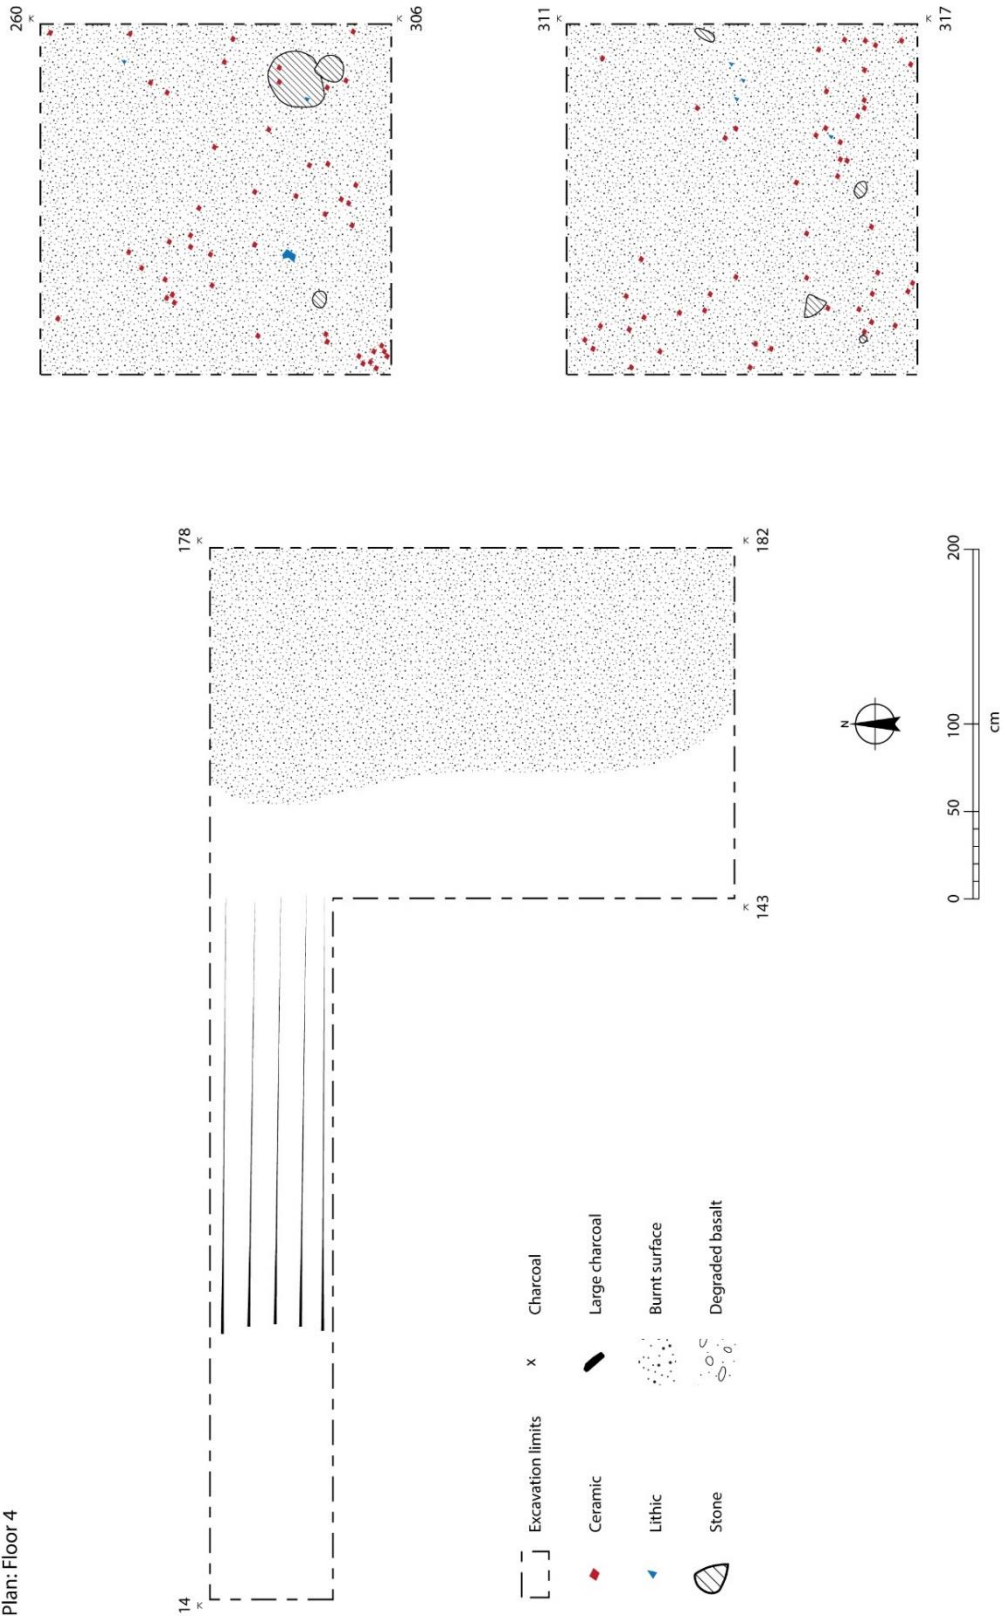 Plan: Floor 4
14 K
178 K
K 143
K 182
260 K
K 306
311 K
K 317
Excavation limits
Ceramic
Lithic
Stone
x Charcoal
Large charcoal
Burnt surface
Degraded basalt
N
0 50 100 200
cm